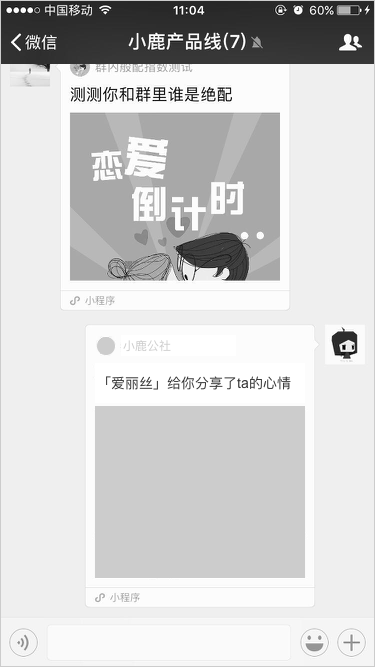 中国移动 11:04 60%
微信 小鹿产品线(7)
群内般配指数测试
测测你和群里谁是绝配
恋爱
倒计时
小程序
小鹿公社
「爱丽丝」给你分享了ta的心情
小程序